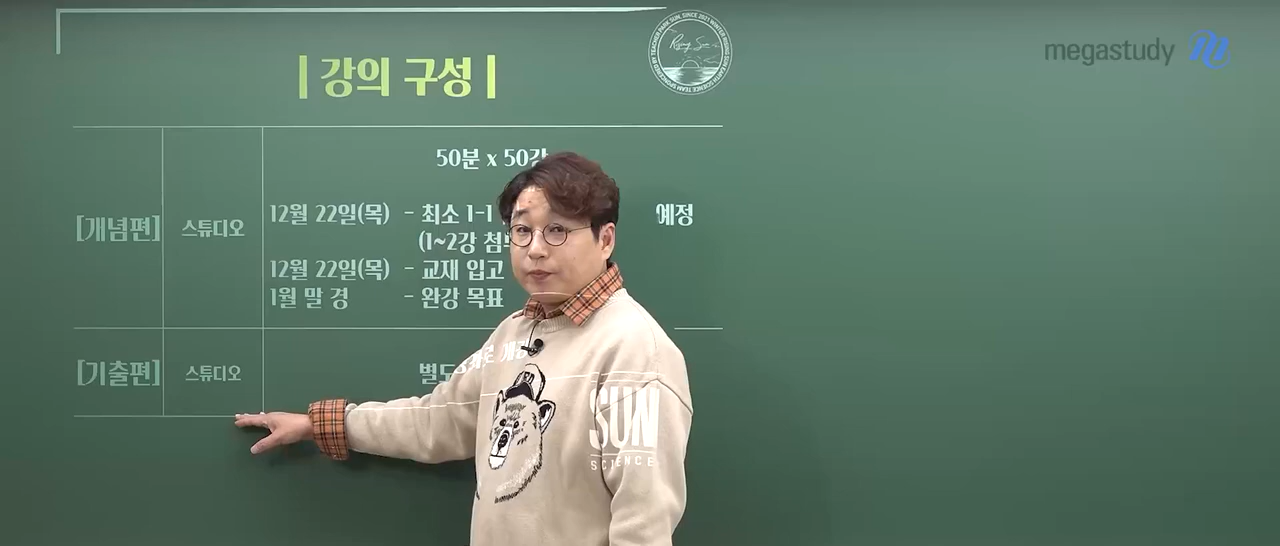 megastudy
| 강의 구성 |
50분 x 50강
[개념편]
스튜디오
12월 22일(목) - 최소 1-1
예정
(1~2강
12월 22일(목) - 교재 입고
1월 말 경 - 완강 목표
[기출편]
스튜디오
별도
SUN
SCIENCE